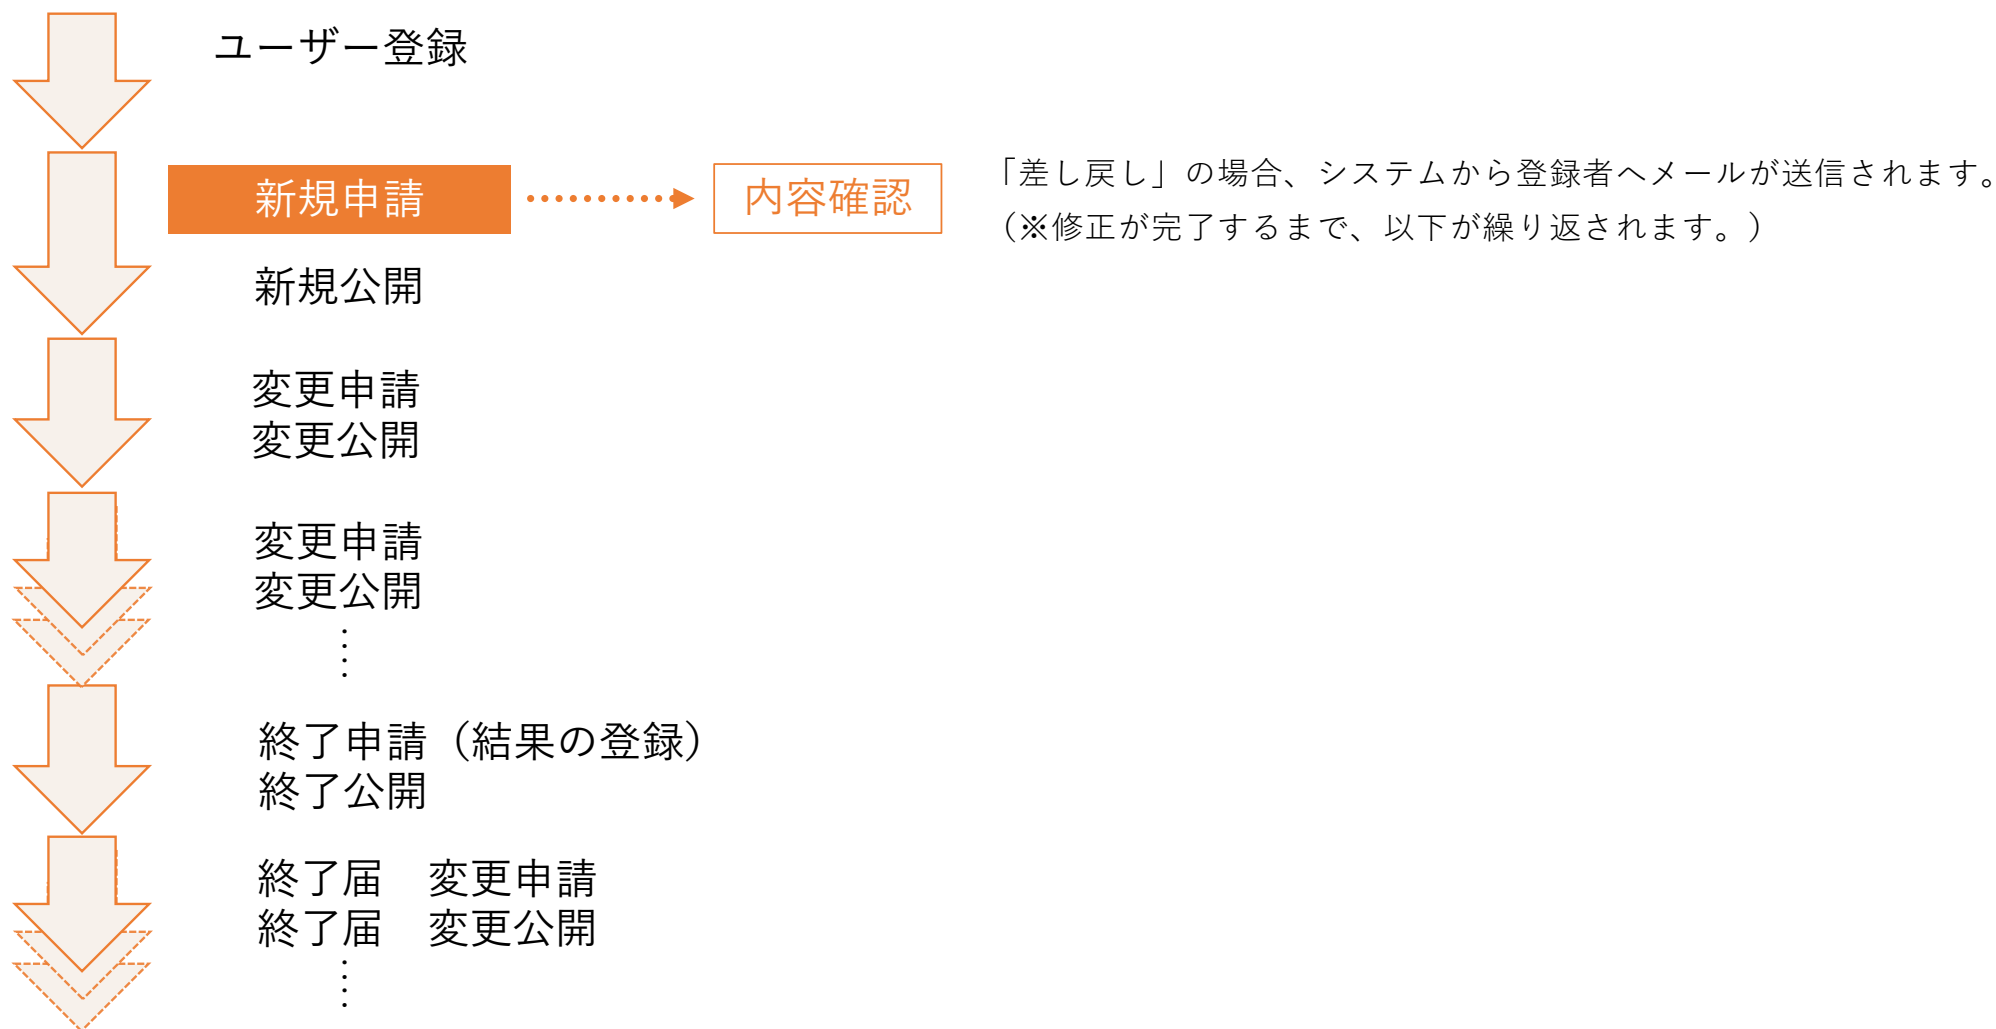 ユーザー登録
新規申請
内容確認
「差し戻し」の場合、システムから登録者へメールが送信されます。
（※修正が完了するまで、以下が繰り返されます。）
新規公開
変更申請
変更公開
変更申請
変更公開
……
終了申請（結果の登録）
終了公開
終了届　変更申請
終了届　変更公開
……